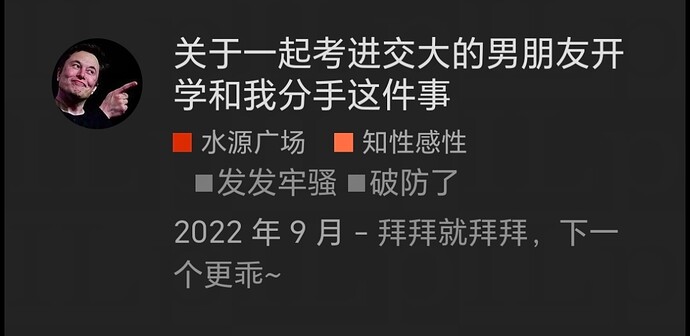 关于一起考进交大的男朋友开
学和我分手这件事
水源广场 知性感性
发发牢骚 破防了
2022 年 9 月 – 拜拜就拜拜，下一
个更乖~